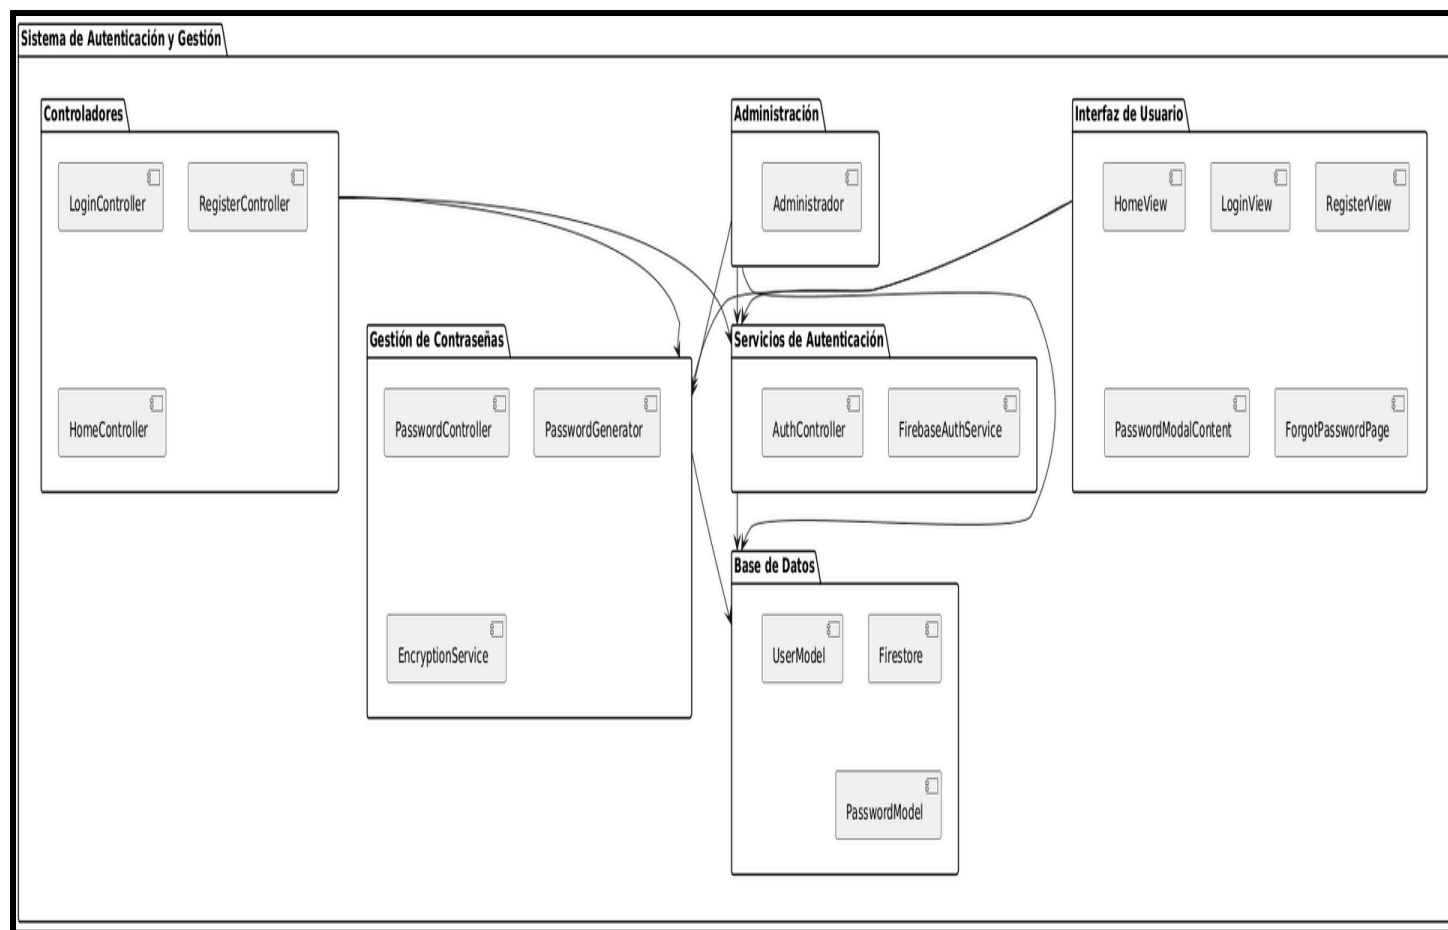 Sistema de Autenticación y Gestión
Controladores
LoginController
RegisterController
HomeController
Administración
Administrador
Interfaz de Usuario
HomeView
LoginView
RegisterView
PasswordModalContent
ForgotPasswordPage
Gestión de Contraseñas
PasswordController
PasswordGenerator
EncryptionService
Servicios de Autenticación
AuthController
FirebaseAuthService
Base de Datos
UserModel
Firestore
PasswordModel